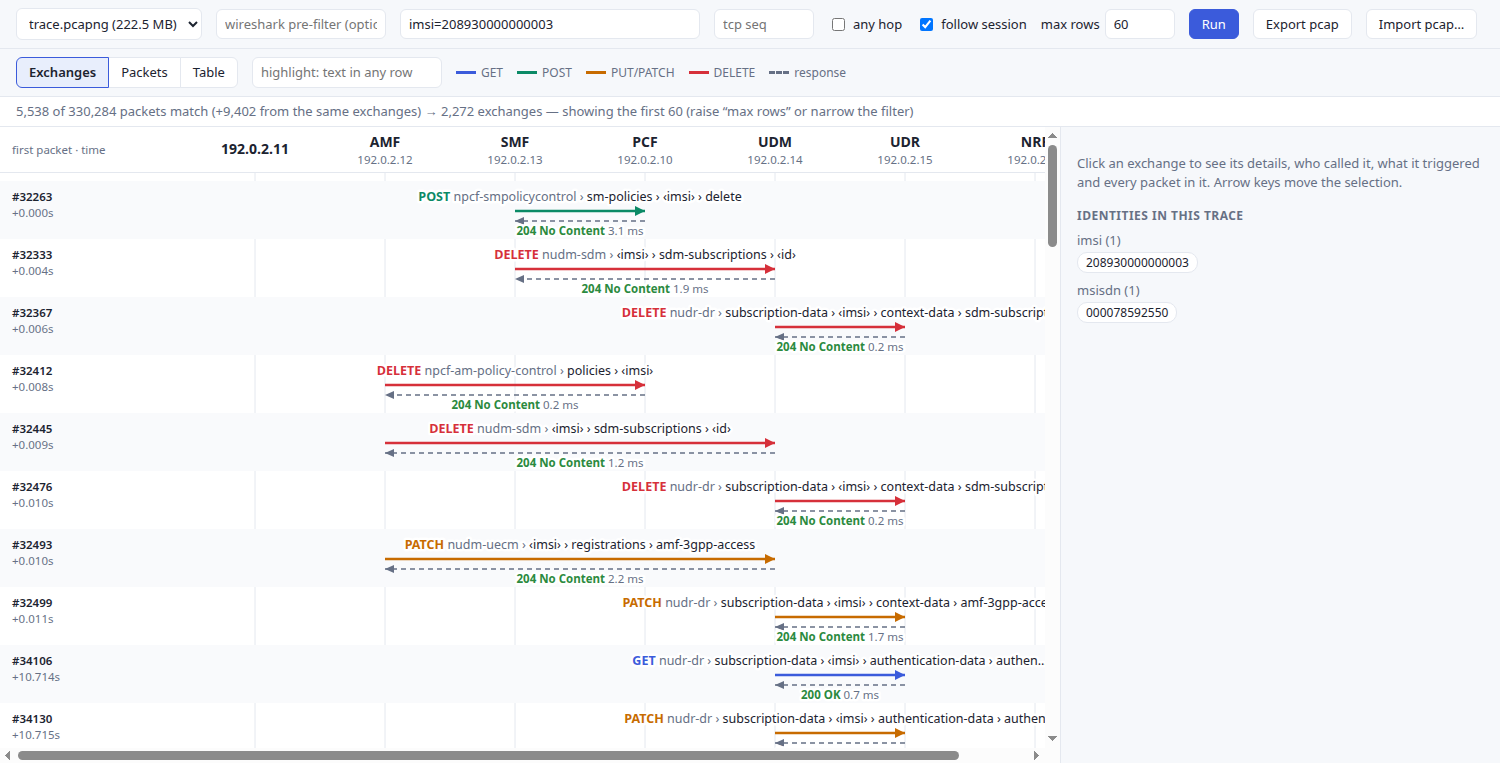 trace.pcapng (222.5 MB) wireshark pre-filter (optic imsi=208930000000003 tcp seq any hop follow session max rows 60 Run Export pcap Import pcap...
Exchanges Packets Table highlight: text in any row GET POST PUT/PATCH DELETE response
5,538 of 330,284 packets match (+9,402 from the same exchanges) → 2,272 exchanges — showing the first 60 (raise “max rows” or narrow the filter)
first packet · time 192.0.2.11 AMF SMF PCF UDM UDR NRF
192.0.2.12 192.0.2.13 192.0.2.10 192.0.2.14 192.0.2.15 192.0.2
#32263 POST npcf-smpolicycontrol › sm-policies › ‹imsi› › delete
+0.000s
204 No Content 3.1 ms
#32333 DELETE nudm-sdm › ‹imsi› › sdm-subscriptions › ‹id›
+0.004s
204 No Content 1.9 ms
#32367 DELETE nudr-dr › subscription-data › ‹imsi› › context-data › sdm-subscript
+0.006s
204 No Content 0.2 ms
#32412 DELETE npcf-am-policy-control › policies › ‹imsi›
+0.008s
204 No Content 0.2 ms
#32445 DELETE nudm-sdm › ‹imsi› › sdm-subscriptions › ‹id›
+0.009s
204 No Content 1.2 ms
#32476 DELETE nudr-dr › subscription-data › ‹imsi› › context-data › sdm-subscript
+0.010s
204 No Content 0.2 ms
#32493 PATCH nudm-uecm › ‹imsi› › registrations › amf-3gpp-access
+0.010s
204 No Content 2.2 ms
#32499 PATCH nudr-dr › subscription-data › ‹imsi› › context-data › amf-3gpp-acce
+0.011s
204 No Content 1.7 ms
#34106 GET nudr-dr › subscription-data › ‹imsi› › authentication-data › authen...
+10.714s
200 OK 0.7 ms
#34130 PATCH nudr-dr › subscription-data › ‹imsi› › authentication-data › authen
+10.715s
Click an exchange to see its details, who called it, what it triggered
and every packet in it. Arrow keys move the selection.
IDENTITIES IN THIS TRACE
imsi (1)
208930000000003
msisdn (1)
000078592550